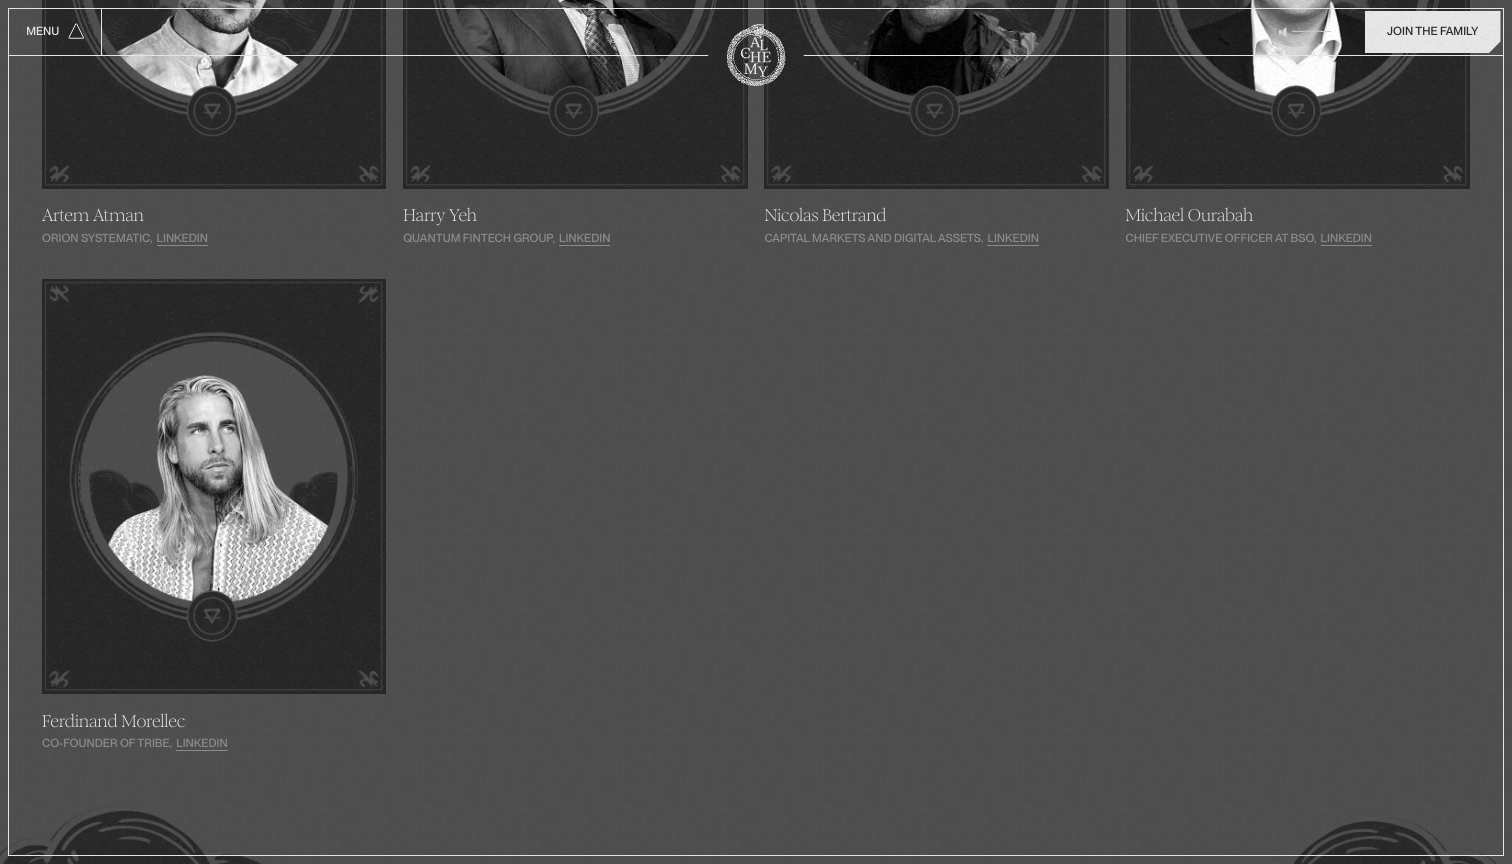 MENU
AL
CHE
MY
JOIN THE FAMILY
Artem Atman
ORION SYSTEMATIC, LINKEDIN
Harry Yeh
QUANTUM FINTECH GROUP, LINKEDIN
Nicolas Bertrand
CAPITAL MARKETS AND DIGITAL ASSETS. LINKEDIN
Michael Ourabah
CHIEF EXECUTIVE OFFICER AT BSO, LINKEDIN
Ferdinand Morellec
CO-FOUNDER OF TRIBE, LINKEDIN